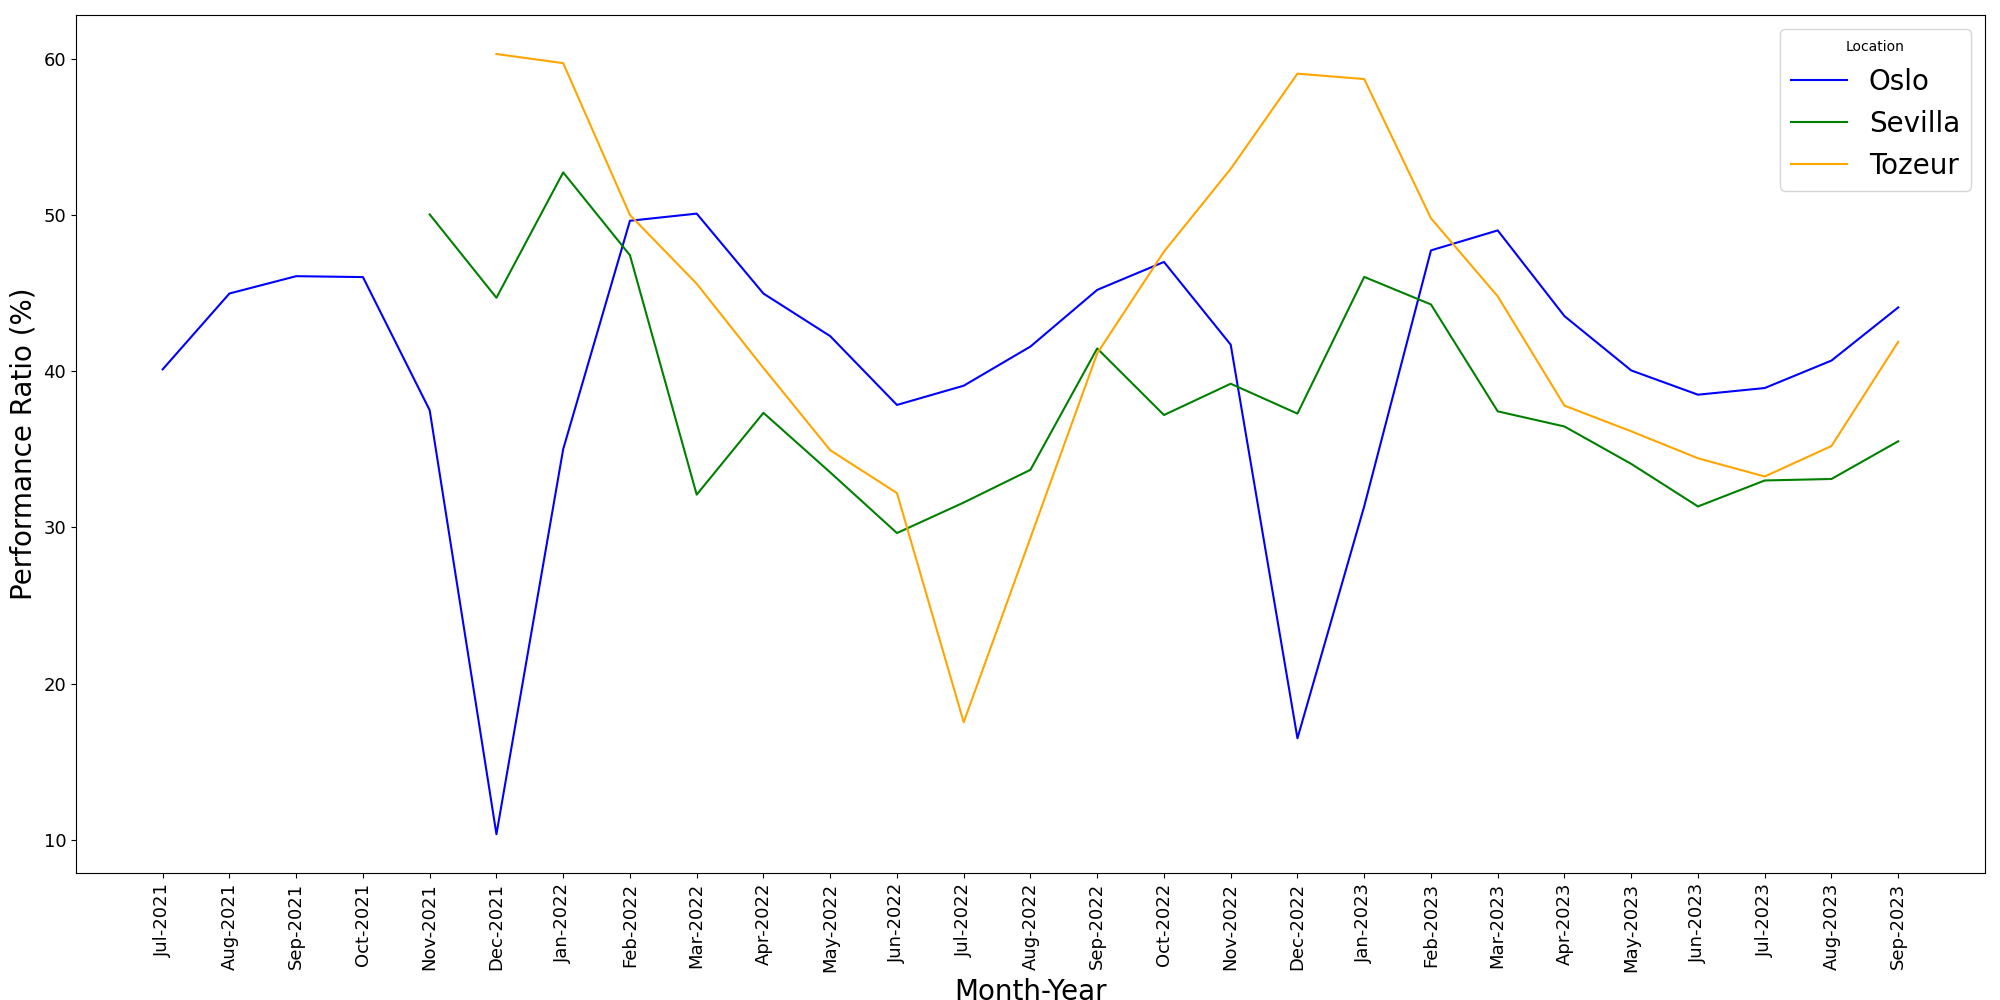 Location
Oslo
Sevilla
Tozeur
Performance Ratio (%)
60
50
40
30
20
10
Jul-2021
Aug-2021
Sep-2021
Oct-2021
Nov-2021
Dec-2021
Jan-2022
Feb-2022
Mar-2022
Apr-2022
May-2022
Jun-2022
Jul-2022
Aug-2022
Sep-2022
Oct-2022
Nov-2022
Dec-2022
Jan-2023
Feb-2023
Mar-2023
Apr-2023
May-2023
Jun-2023
Jul-2023
Aug-2023
Sep-2023
Month-Year